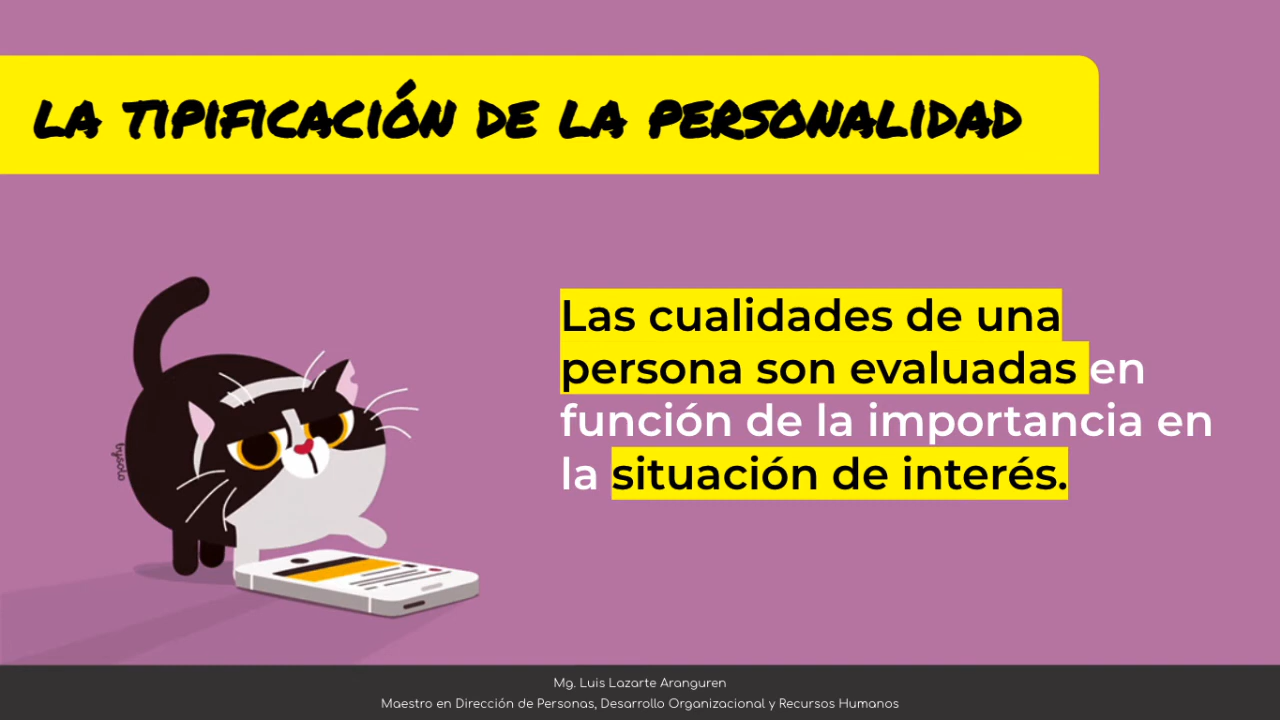 LA TIPIFICACIÓN DE LA PERSONALIDAD
Las cualidades de una
persona son evaluadas en
función de la importancia en
la situación de interés.
bysolo
Mg. Luis Lazarte Aranguren
Maestro en Dirección de Personas, Desarrollo Organizacional y Recursos Humanos